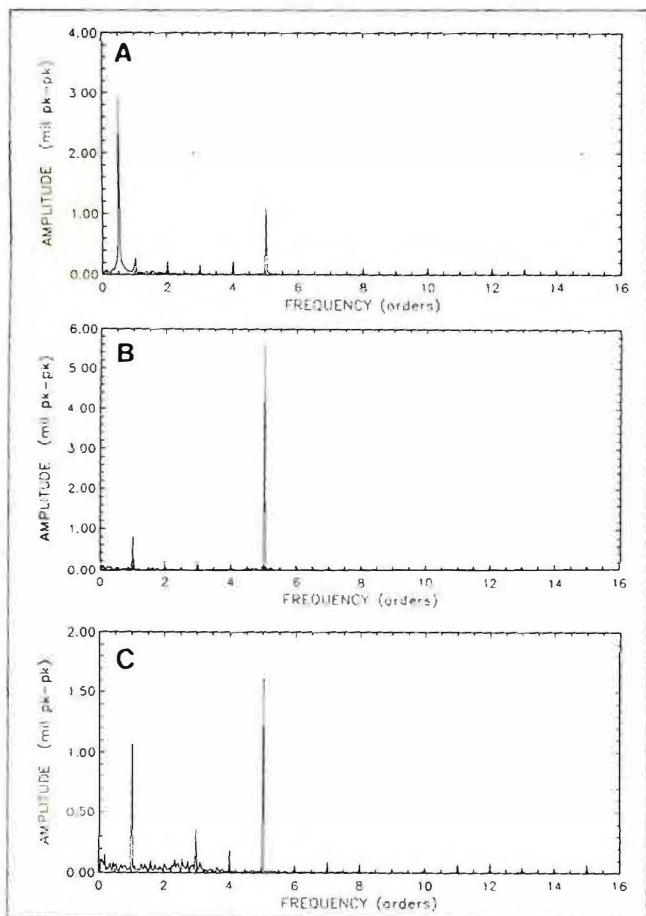 A
4.00
3.00
2.00
1.00
0.00
AMPLITUDE (mil pk-pk)
0 2 4 6 8 10 12 14 16
FREQUENCY (orders)
B
6.00
5.00
4.00
3.00
2.00
1.00
0.00
AMPLITUDE (mil pk-pk)
0 2 4 6 8 10 12 14 16
FREQUENCY (orders)
C
2.00
1.50
1.00
0.50
0.00
AMPLITUDE (mil pk-pk)
0 2 4 6 8 10 12 14 16
FREQUENCY (orders)